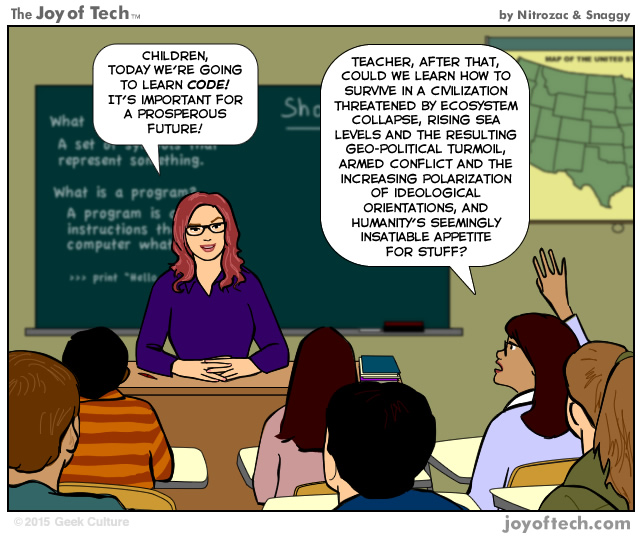 The Joy of Tech™
by Nitrozac & Snaggy
CHILDREN,
TODAY WE'RE GOING
TO LEARN CODE!
IT'S IMPORTANT FOR
A PROSPEROUS
FUTURE!
TEACHER, AFTER THAT,
COULD WE LEARN HOW TO
SURVIVE IN A CIVILIZATION
THREATENED BY ECOSYSTEM
COLLAPSE, RISING SEA
LEVELS AND THE RESULTING
GEO-POLITICAL TURMOIL,
ARMED CONFLICT AND THE
INCREASING POLARIZATION
OF IDEOLOGICAL
ORIENTATIONS, AND
HUMANITY'S SEEMINGLY
INSATIABLE APPETITE
FOR STUFF?
What
A set of that
represent something.
What is a program?
A program is
instructions
computer what
>>> print "Hello
MAP OF THE UNITED
©2015 Geek Culture
joyoftech.com